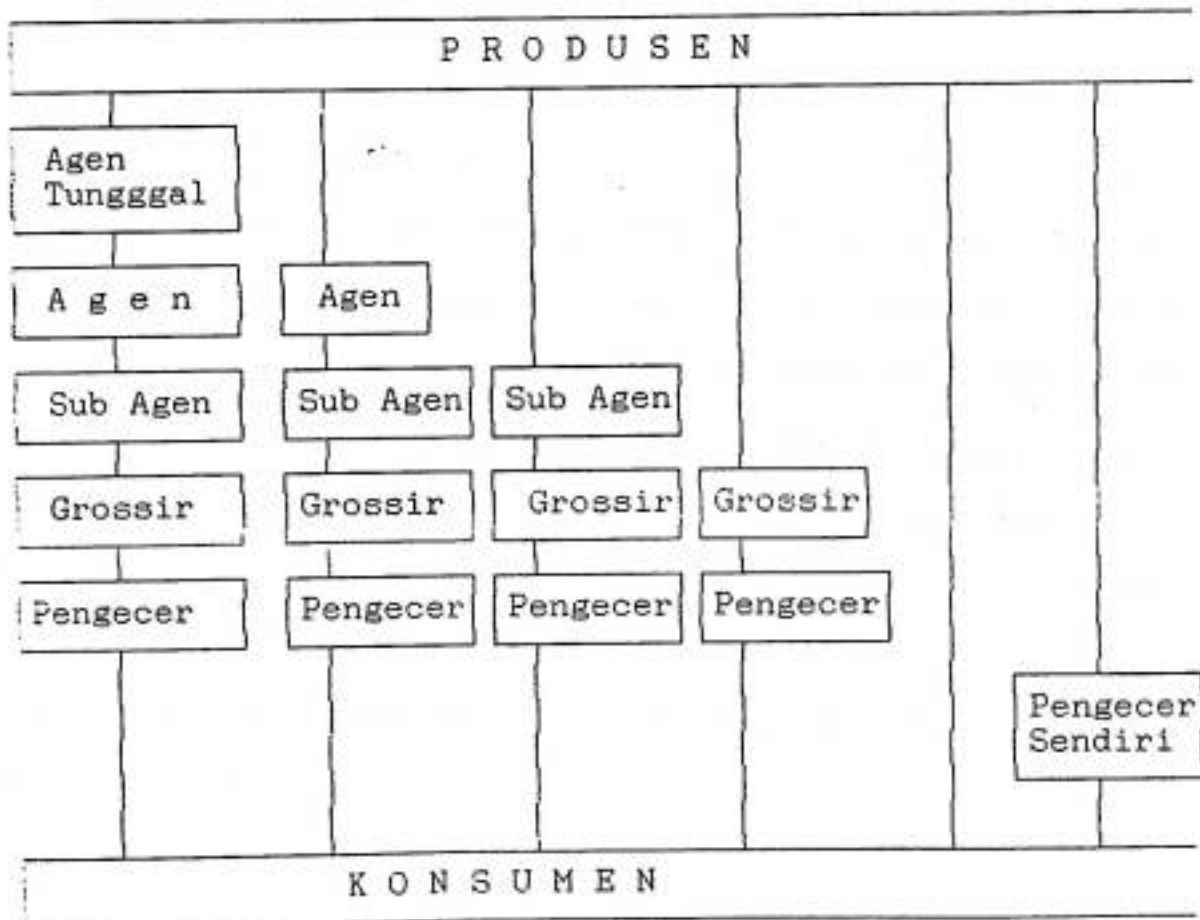 P R O D U S E N
Agen
Tungggal
A g e n
Agen
Sub Agen
Sub Agen
Sub Agen
Grossir
Grossir
Grossir
Grossir
Pengecer
Pengecer
Pengecer
Pengecer
Pengecer
Sendiri
K O N S U M E N